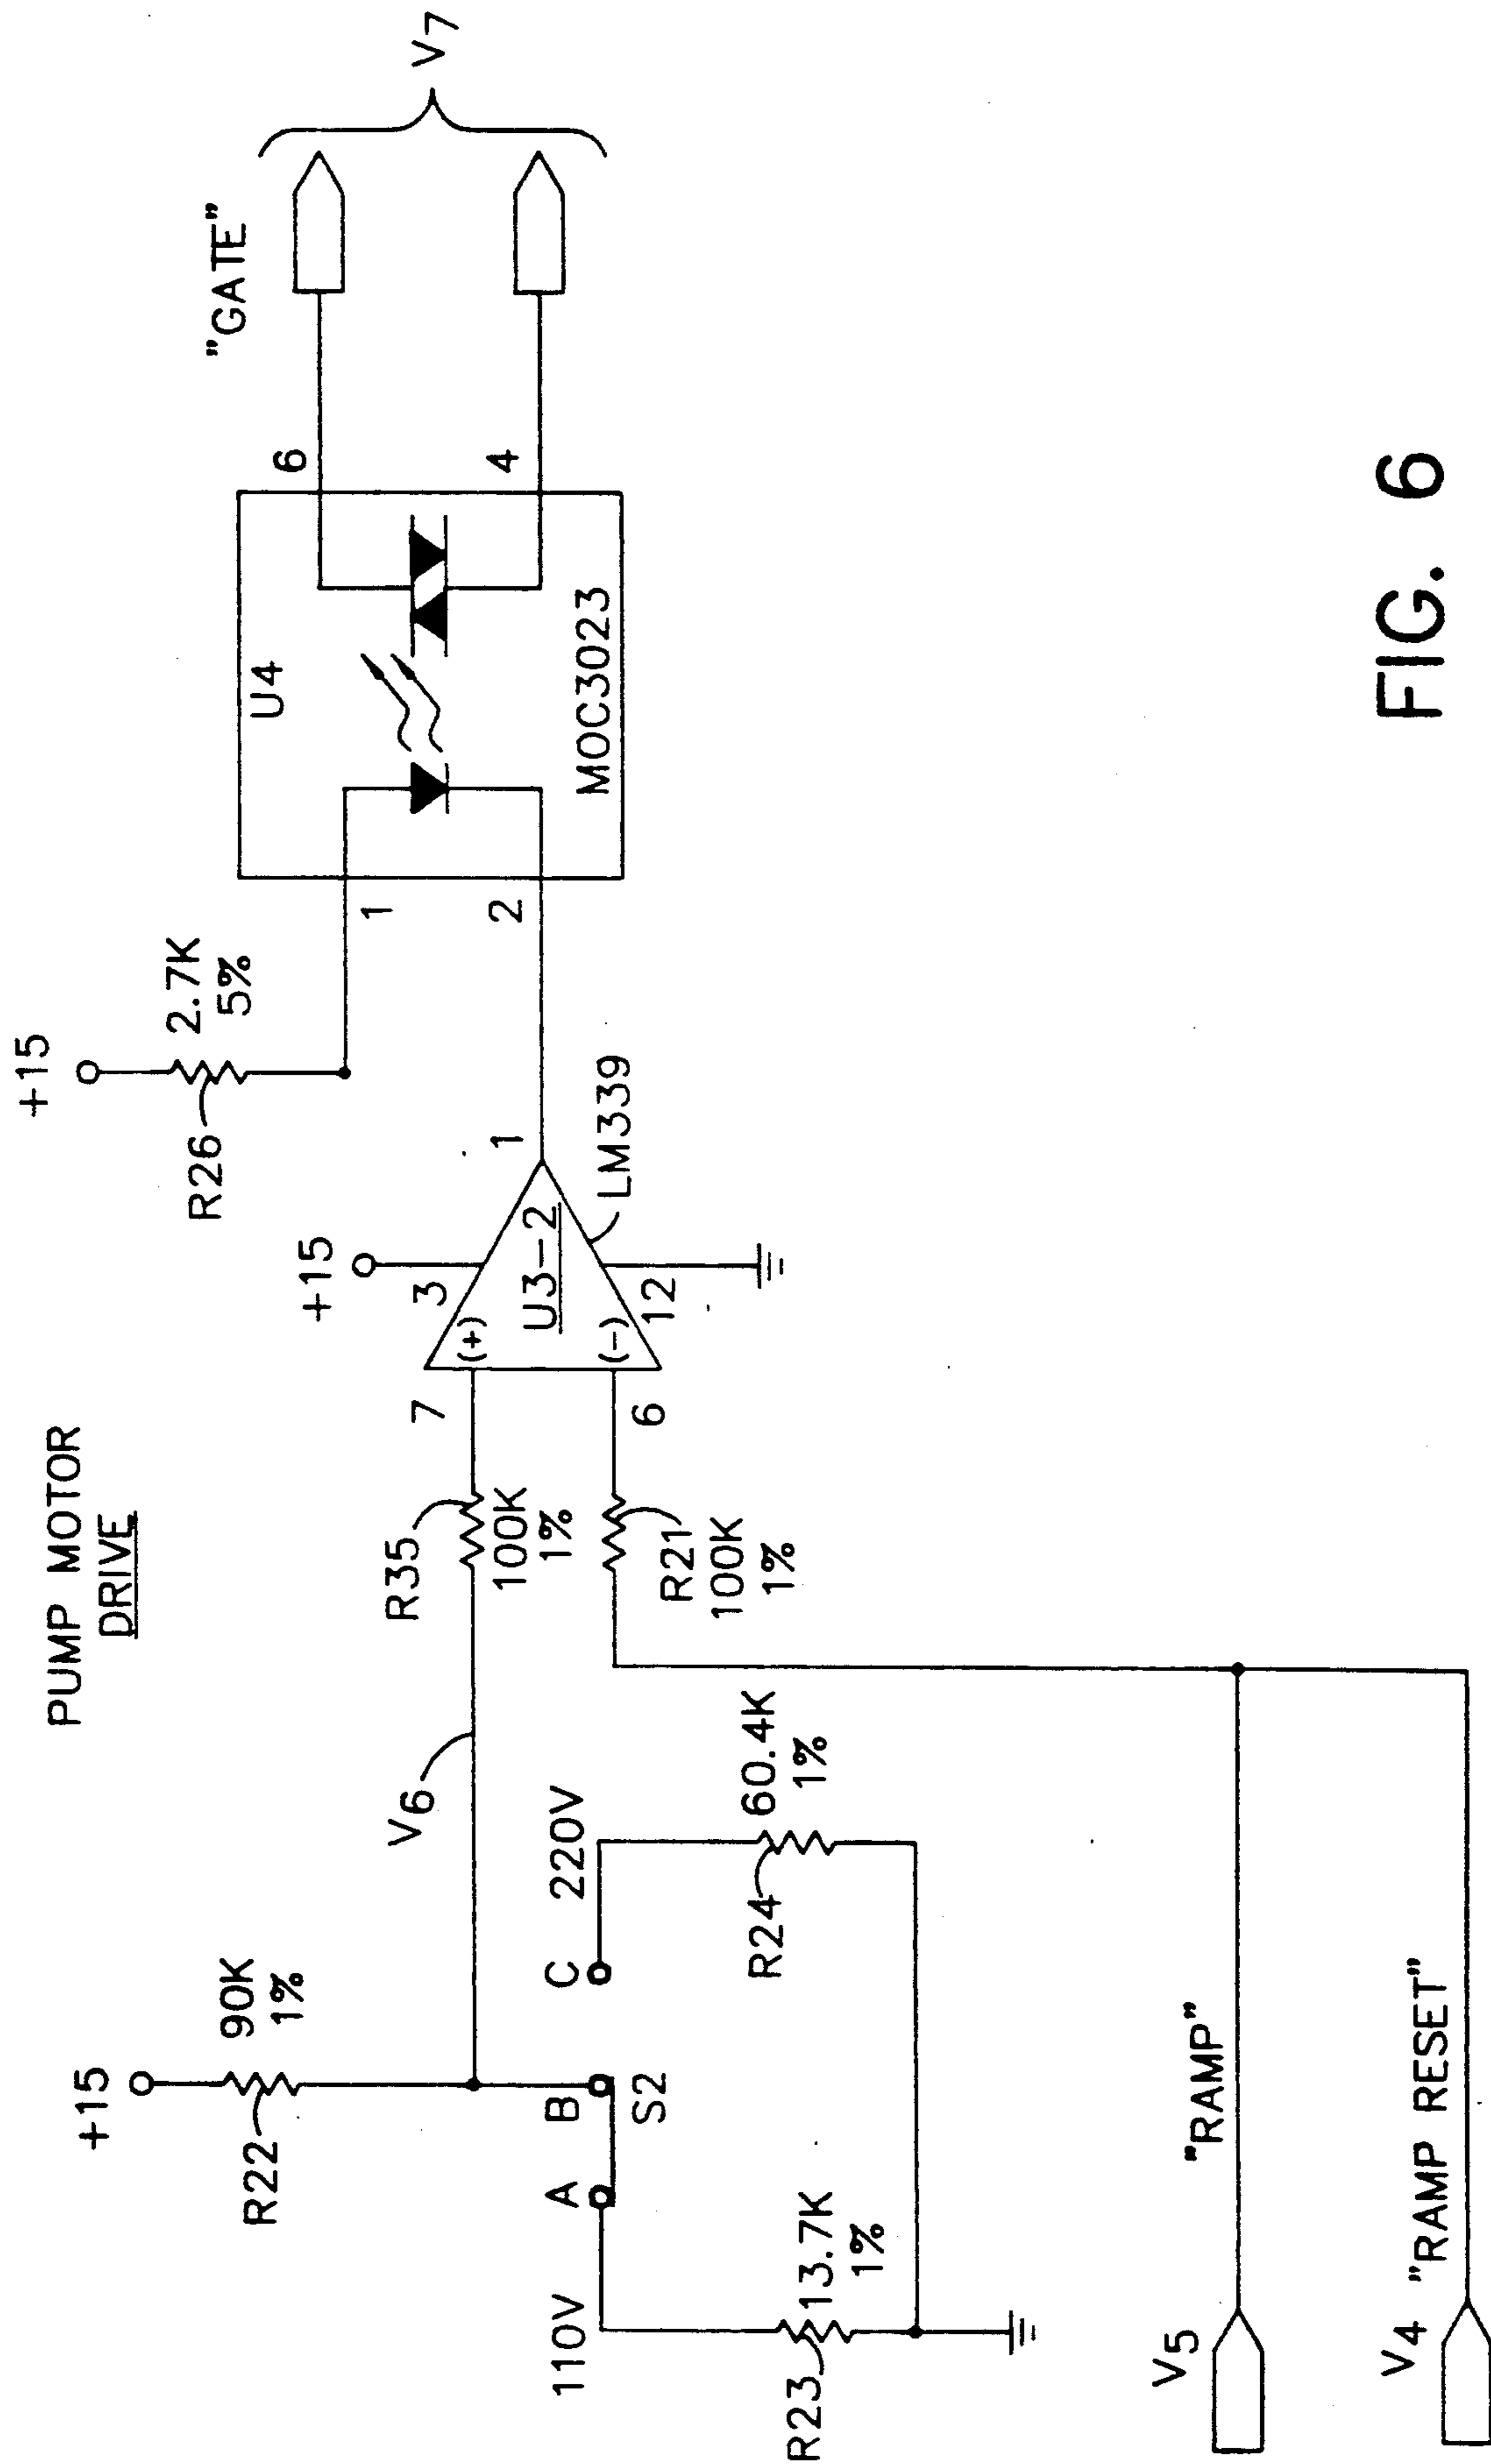 PUMP MOTOR
DRIVE
+15
R22
90K
1%
V6
110V
A
B
C
220V
S2
R23
13.7K
1%
R24
60.4K
1%
R35
100K
1%
R21
100K
1%
7
6
(+)
(-)
U3-2
+15
3
12
1
LM339
+15
R26
2.7K
5%
1
2
U4
MOC3023
6
4
"GATE"
V7
V5
"RAMP"
V4
"RAMP RESET"
FIG. 6